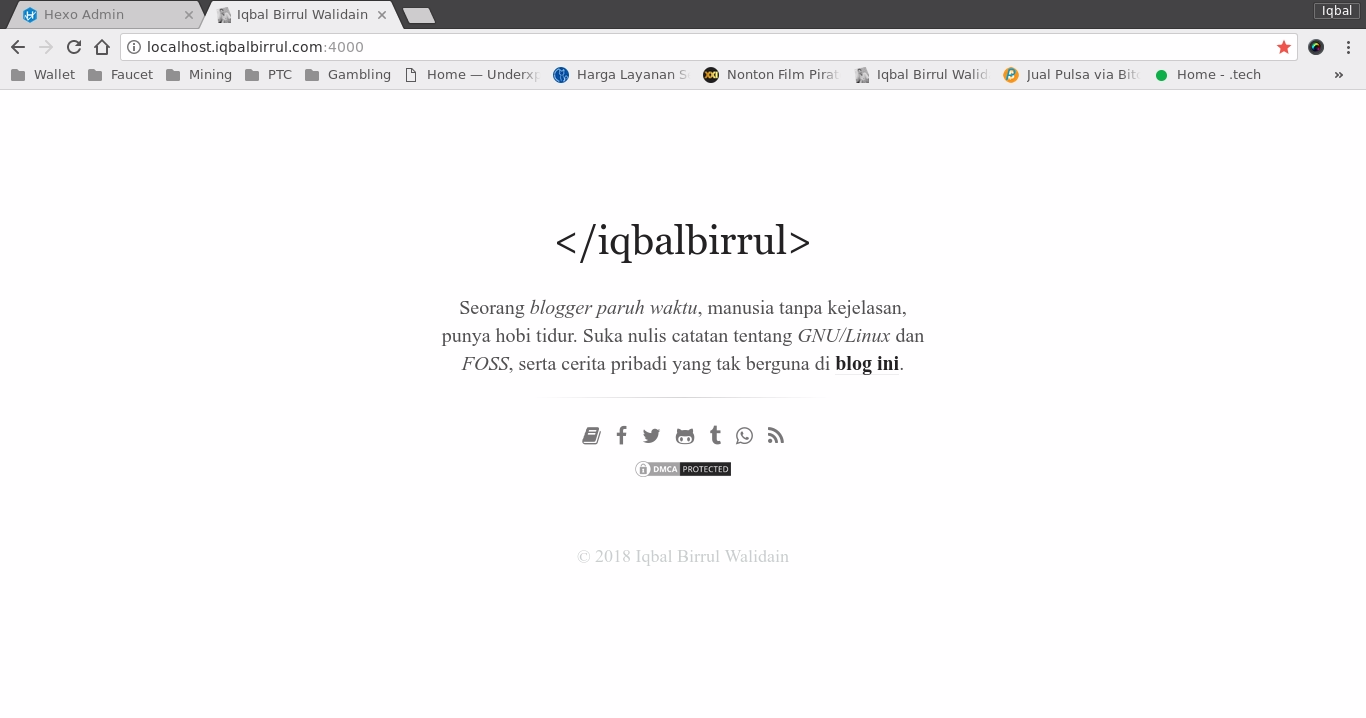 Hexo Admin
Iqbal Birrul Walidain
Iqbal
localhost.iqbalbirrul.com:4000
Wallet Faucet Mining PTC Gambling Home — Underxp Harga Layanan S Nonton Film Pirat Iqbal Birrul Walid Jual Pulsa via Bitc Home - .tech »
</iqbalbirrul>
Seorang blogger paruh waktu, manusia tanpa kejelasan,
punya hobi tidur. Suka nulis catatan tentang GNU/Linux dan
FOSS, serta cerita pribadi yang tak berguna di blog ini.
DMCA PROTECTED
© 2018 Iqbal Birrul Walidain